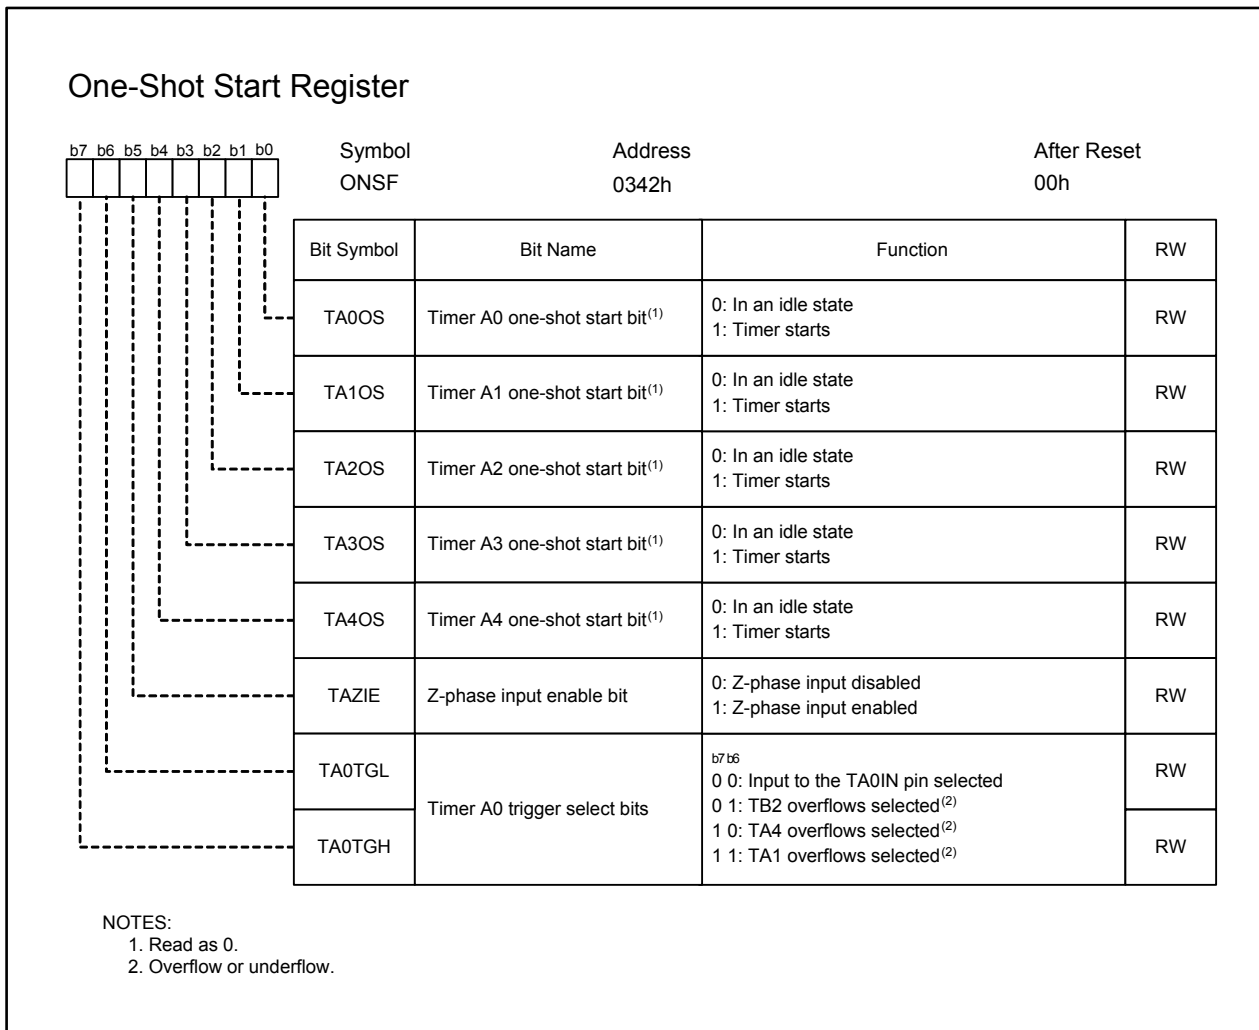 One-Shot Start Register
b7 b6 b5 b4 b3 b2 b1 b0
Symbol Address After Reset
ONSF 0342h 00h
Bit Symbol Bit Name Function RW
TA0OS Timer A0 one-shot start bit(1) 0: In an idle state
1: Timer starts RW
TA1OS Timer A1 one-shot start bit(1) 0: In an idle state
1: Timer starts RW
TA2OS Timer A2 one-shot start bit(1) 0: In an idle state
1: Timer starts RW
TA3OS Timer A3 one-shot start bit(1) 0: In an idle state
1: Timer starts RW
TA4OS Timer A4 one-shot start bit(1) 0: In an idle state
1: Timer starts RW
TAZIE Z-phase input enable bit 0: Z-phase input disabled
1: Z-phase input enabled RW
TA0TGL Timer A0 trigger select bits b7 b6
0 0: Input to the TA0IN pin selected RW
0 1: TB2 overflows selected(2)
1 0: TA4 overflows selected(2)
TA0TGH 1 1: TA1 overflows selected(2) RW
NOTES:
1. Read as 0.
2. Overflow or underflow.